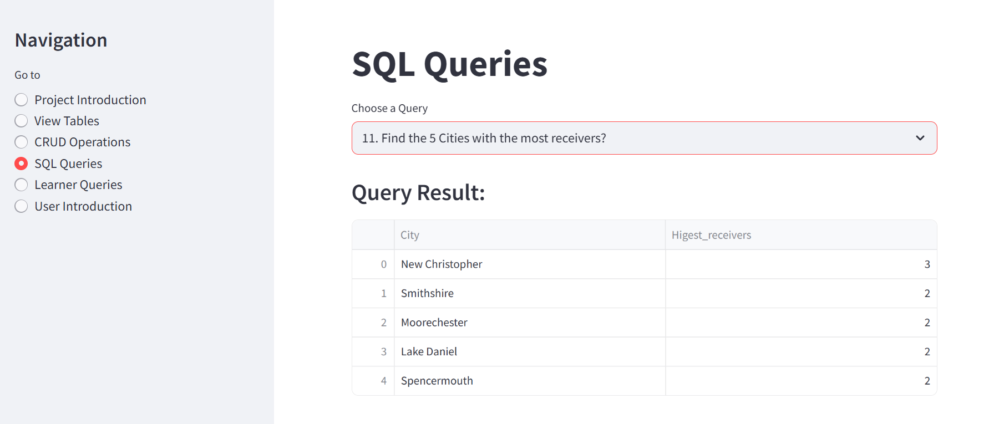 Navigation
Go to
Project Introduction
View Tables
CRUD Operations
SQL Queries
Learner Queries
User Introduction
SQL Queries
Choose a Query
11. Find the 5 Cities with the most receivers?
Query Result:
City Higest_receivers
0 New Christopher 3
1 Smithshire 2
2 Moorechester 2
3 Lake Daniel 2
4 Spencermouth 2